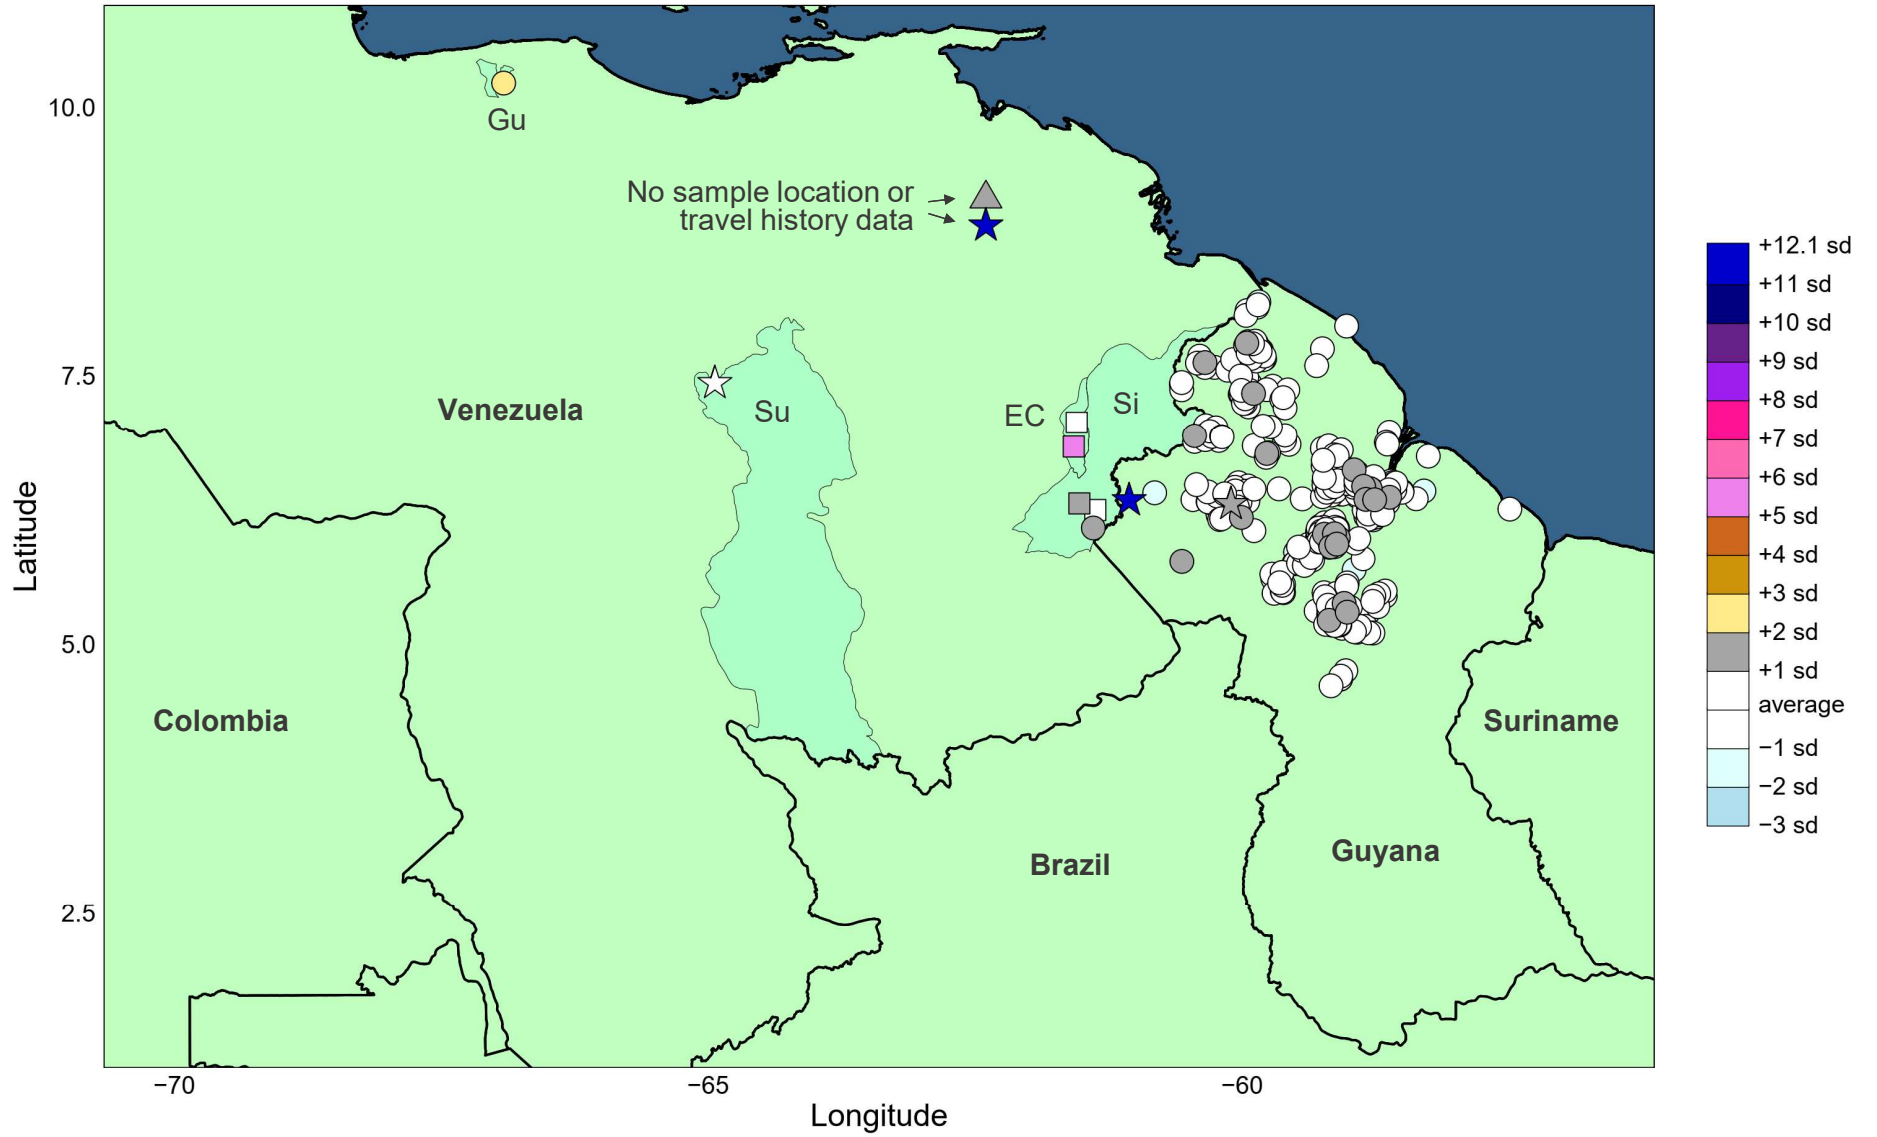 10.0
7.5
5.0
2.5
Latitude
−70
−65
−60
Longitude
Gu
No sample location or
travel history data
Venezuela
Su
EC
Si
Colombia
Brazil
Guyana
Suriname
+12.1 sd
+11 sd
+10 sd
+9 sd
+8 sd
+7 sd
+6 sd
+5 sd
+4 sd
+3 sd
+2 sd
+1 sd
average
−1 sd
−2 sd
−3 sd